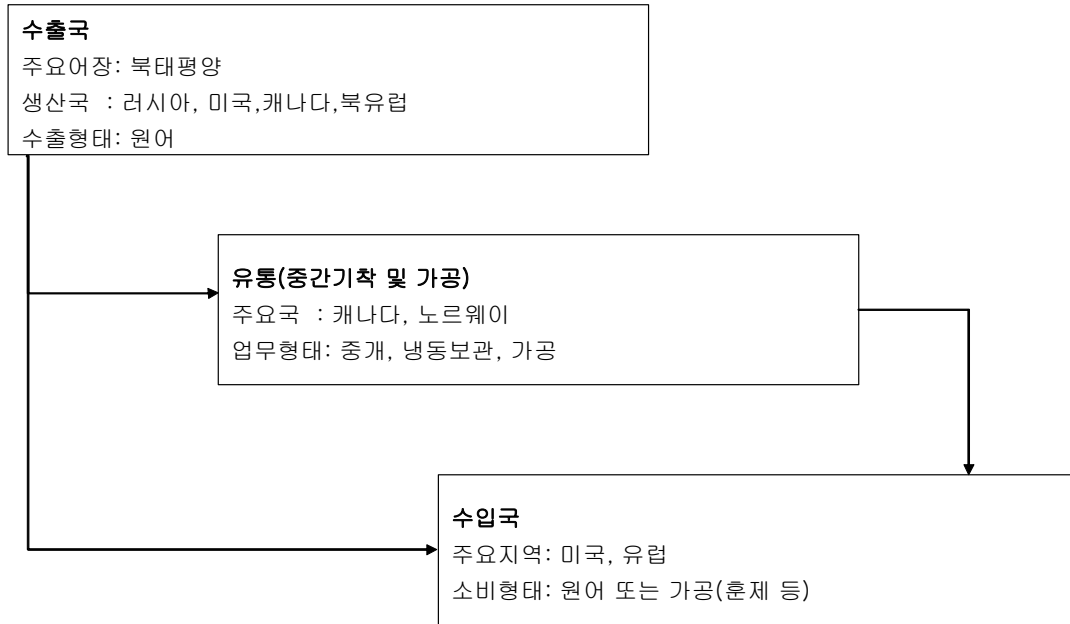 수출국
주요어장: 북태평양
생산국 : 러시아, 미국,캐나다,북유럽
수출형태: 원어
유통(중간기착 및 가공)
주요국 : 캐나다, 노르웨이
업무형태: 중개, 냉동보관, 가공
수입국
주요지역: 미국, 유럽
소비형태: 원어 또는 가공(훈제 등)